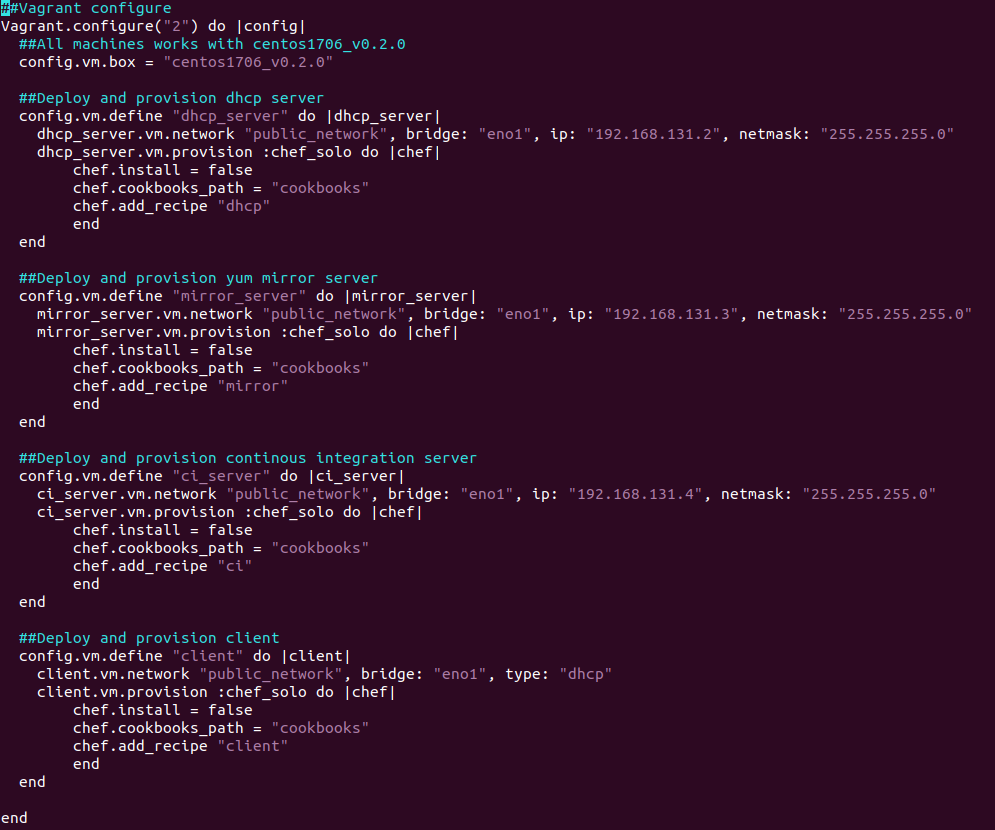 ##Vagrant configure
Vagrant.configure("2") do |config|
  ##All machines works with centos1706_v0.2.0
  config.vm.box = "centos1706_v0.2.0"

  ##Deploy and provision dhcp server
  config.vm.define "dhcp_server" do |dhcp_server|
    dhcp_server.vm.network "public_network", bridge: "eno1", ip: "192.168.131.2", netmask: "255.255.255.0"
    dhcp_server.vm.provision :chef_solo do |chef|
        chef.install = false
        chef.cookbooks_path = "cookbooks"
        chef.add_recipe "dhcp"
        end
  end

  ##Deploy and provision yum mirror server
  config.vm.define "mirror_server" do |mirror_server|
    mirror_server.vm.network "public_network", bridge: "eno1", ip: "192.168.131.3", netmask: "255.255.255.0"
    mirror_server.vm.provision :chef_solo do |chef|
        chef.install = false
        chef.cookbooks_path = "cookbooks"
        chef.add_recipe "mirror"
        end
  end

  ##Deploy and provision continous integration server
  config.vm.define "ci_server" do |ci_server|
    ci_server.vm.network "public_network", bridge: "eno1", ip: "192.168.131.4", netmask: "255.255.255.0"
    ci_server.vm.provision :chef_solo do |chef|
        chef.install = false
        chef.cookbooks_path = "cookbooks"
        chef.add_recipe "ci"
        end
  end

  ##Deploy and provision client
  config.vm.define "client" do |client|
    client.vm.network "public_network", bridge: "eno1", type: "dhcp"
    client.vm.provision :chef_solo do |chef|
        chef.install = false
        chef.cookbooks_path = "cookbooks"
        chef.add_recipe "client"
        end
  end

end